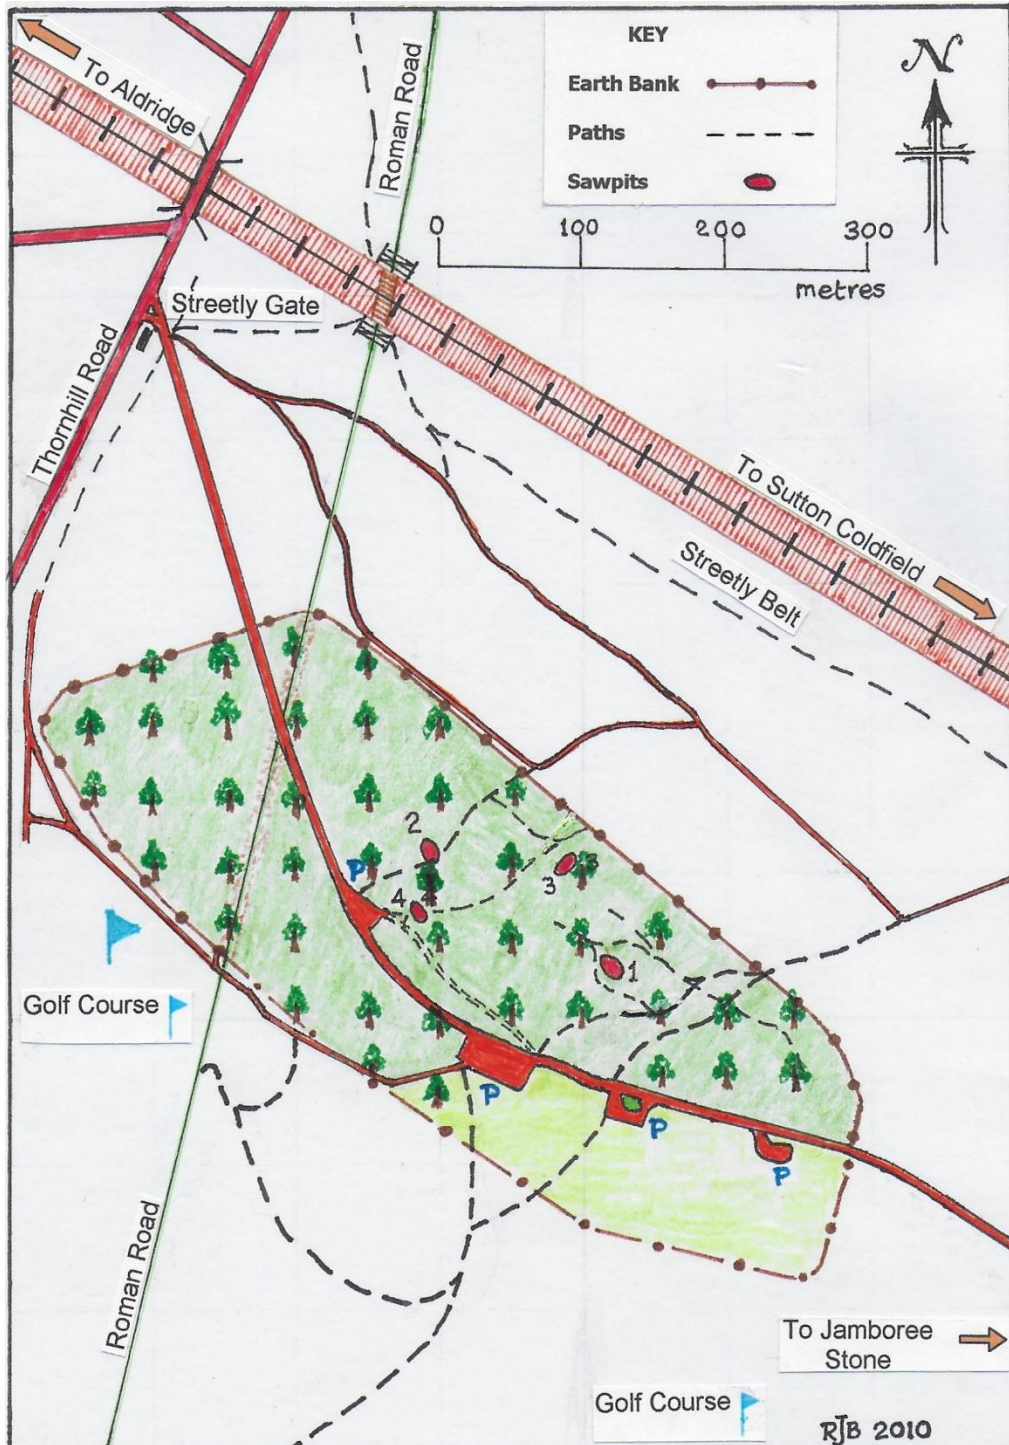 KEY
Earth Bank
Paths
Sawpits
N
0 100 200 300
metres
To Aldridge
Roman Road
Streetly Gate
Thornhill Road
To Sutton Coldfield
Streetly Belt
2
P
3
4
1
Golf Course
P
P
P
Roman Road
To Jamboree
Stone
Golf Course
RJB 2010